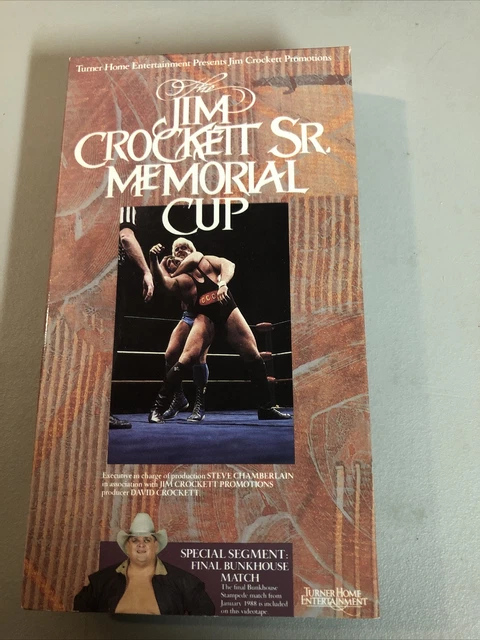 Turner Home Entertainment Presents Jim Crockett Promotions
The
JIM
CROCKETT SR.
MEMORIAL
CUP
Executive in charge of production STEVE CHAMBERLAIN
in association with JIM CROCKETT PROMOTIONS
producer DAVID CROCKETT
SPECIAL SEGMENT:
FINAL BUNKHOUSE
MATCH
The final Bunkhouse
Stampede match from
January 1988 is included
on this videotape
TURNER HOME
ENTERTAINMENT